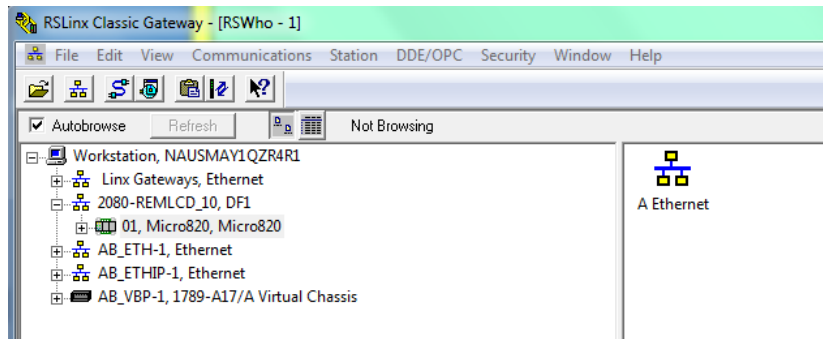 RSLinx Classic Gateway - [RSWho - 1]
File Edit View Communications Station DDE/OPC Security Window Help
Autobrowse Refresh Not Browsing
Workstation, NAUSMAY1QZR4R1
Linx Gateways, Ethernet
2080-REMLCD_10, DF1
01, Micro820, Micro820
AB_ETH-1, Ethernet
AB_ETHIP-1, Ethernet
AB_VBP-1, 1789-A17/A Virtual Chassis
A Ethernet